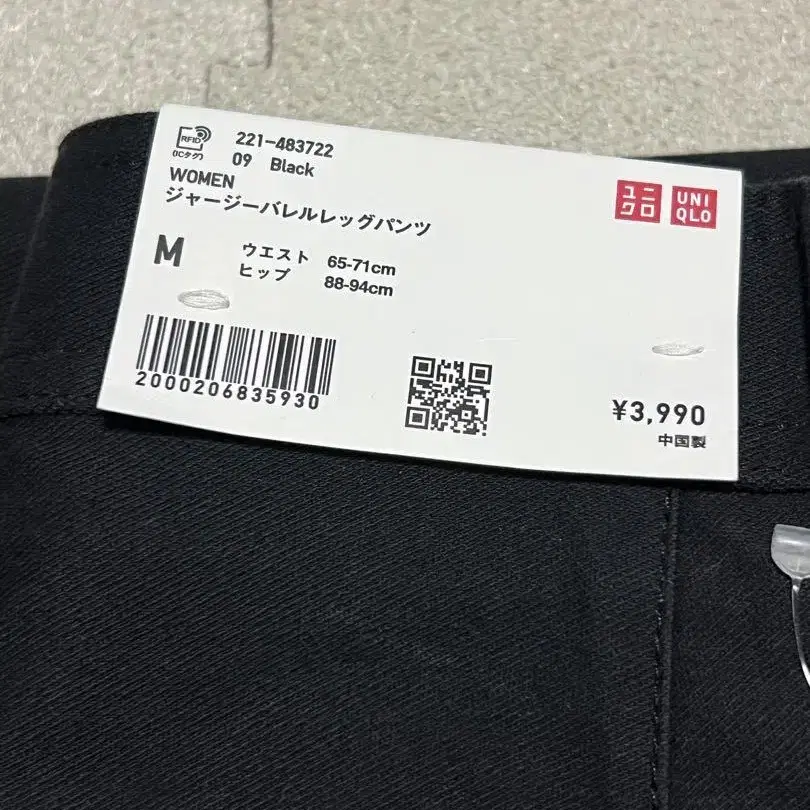 RFID
(ICタグ)
221-483722
09 Black
WOMEN
ジャージーバレルレッグパンツ
ユニクロ
UNIQLO
M
ウエスト 65-71cm
ヒップ 88-94cm
2000206835930
¥3,990
中国製